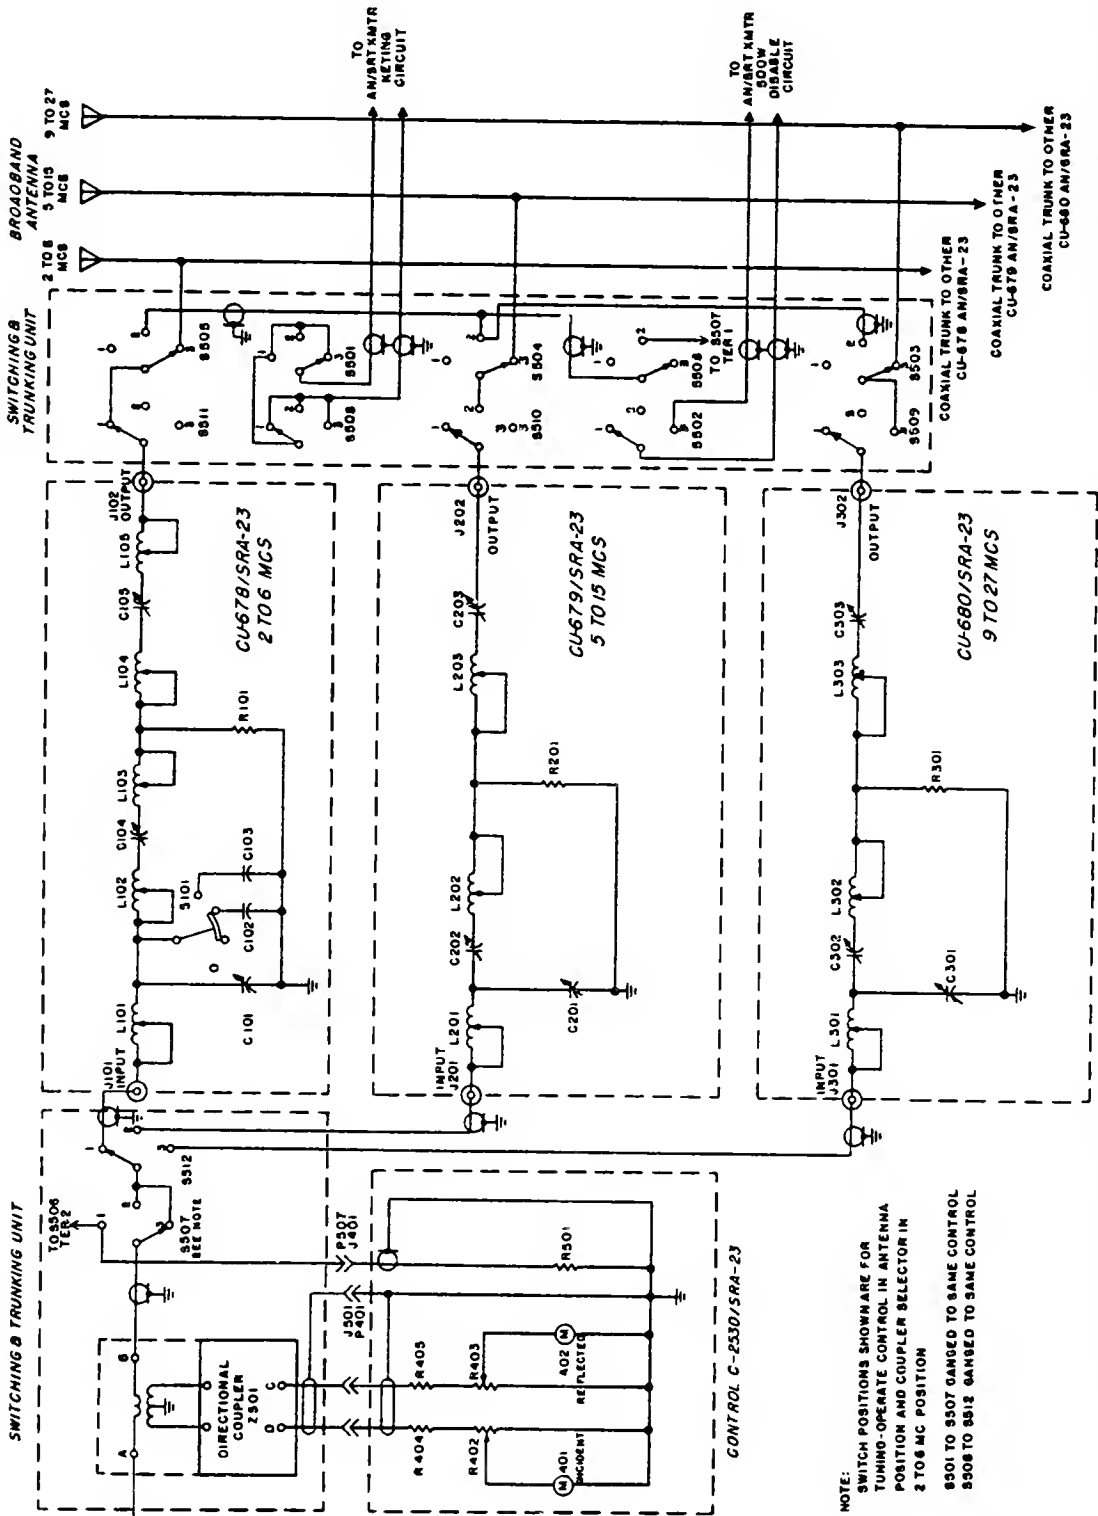 SWITCHING & TRUNKING UNIT
TO S506
TER 2
1
2
3
S507
SEE NOTE
1
2
3
S512
A
B
DIRECTIONAL
COUPLER
Z501
D
C
J501
P401
P507
J401
R404
R405
R402
R403
M 401
INCIDENT
M
402
REFLECTED
R501
CONTROL C-2530/SRA-23
J101
INPUT
L101
C101
O
C102
S101
C103
L102
C104
L103
R101
L104
C105
L105
J102
OUTPUT
CU-678/SRA-23
2 TO 6 MCS
INPUT
J201
L201
C201
C202
L202
R201
L203
C203
J202
OUTPUT
CU-679/SRA-23
5 TO 15 MCS
INPUT
J301
L301
C301
C302
L302
R301
L303
C303
J302
OUTPUT
CU-680/SRA-23
9 TO 27 MCS
SWITCHING &
TRUNKING UNIT
S511
S505
S508
S501
S510
S504
S502
S506
TO S507
TER 1
S509
S503
BROADBAND
ANTENNA
2 TO 6
MCS
5 TO 15
MCS
9 TO 27
MCS
TO
AN/SRT XMTR
KEYING
CIRCUIT
TO
AN/SRT XMTR
500W
DISABLE
CIRCUIT
COAXIAL TRUNK TO OTHER
CU-678 AN/SRA-23
COAXIAL TRUNK TO OTHER
CU-679 AN/SRA-23
COAXIAL TRUNK TO OTHER
CU-680 AN/SRA-23
NOTE:
SWITCH POSITIONS SHOWN ARE FOR
TUNING-OPERATE CONTROL IN ANTENNA
POSITION AND COUPLER SELECTOR IN
2 TO 6 MC POSITION
S501 TO S507 GANGED TO SAME CONTROL
S508 TO S512 GANGED TO SAME CONTROL